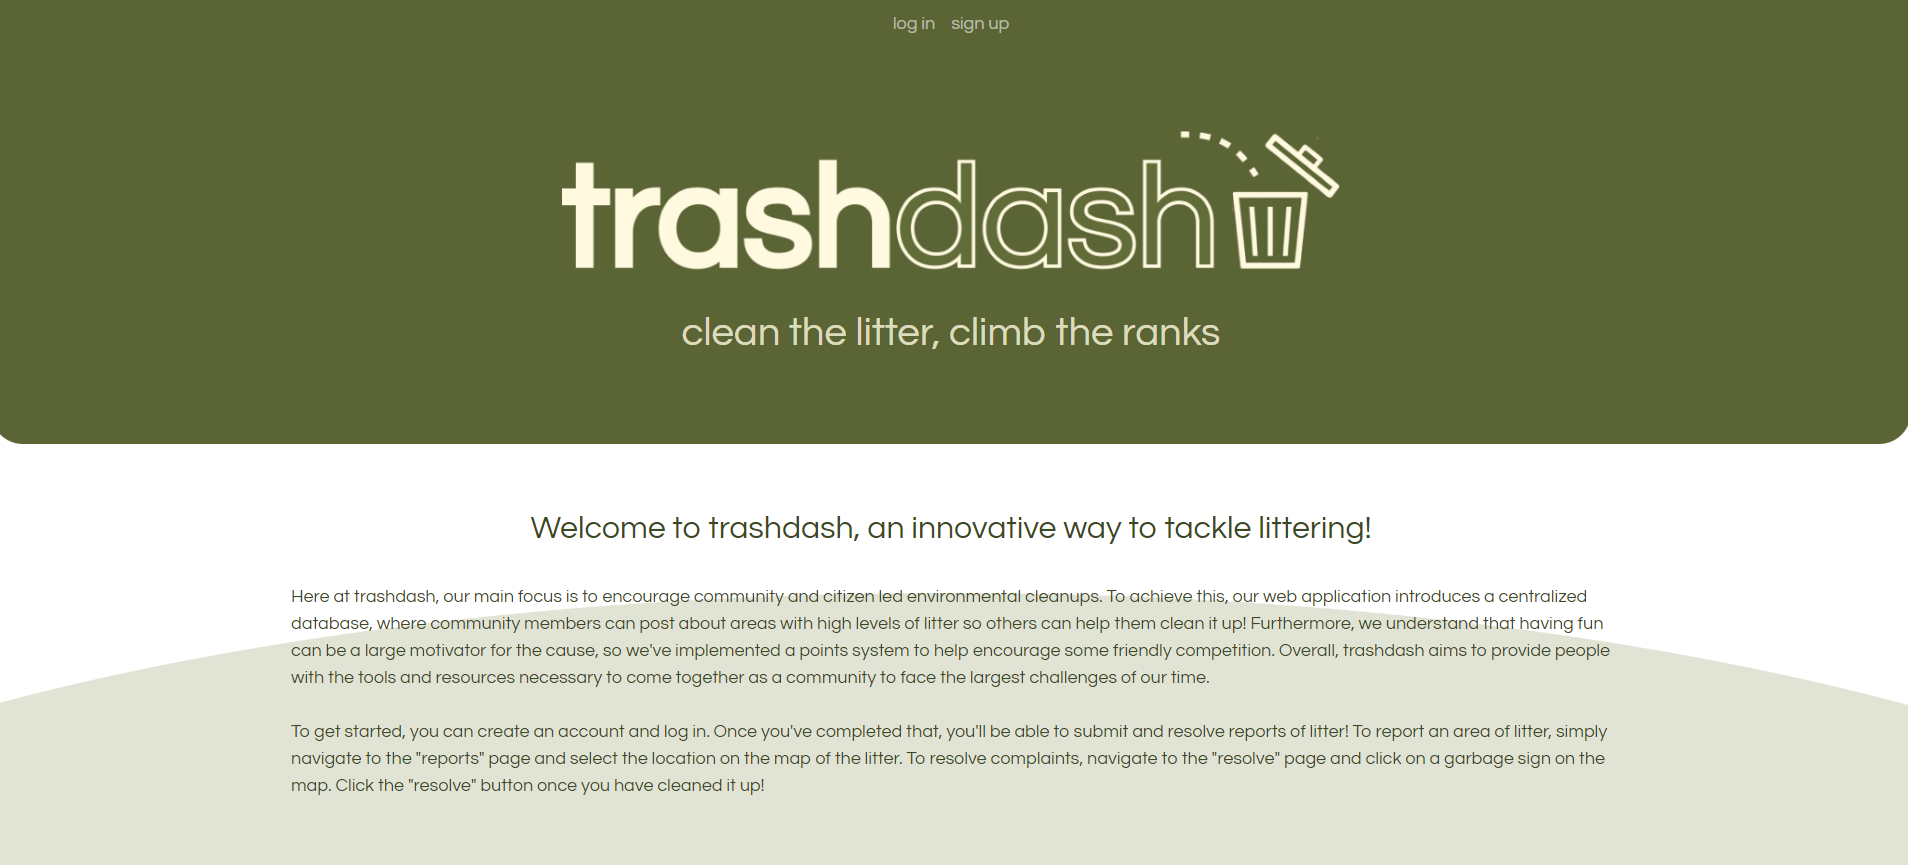 log in sign up
trashdash
clean the litter, climb the ranks
Welcome to trashdash, an innovative way to tackle littering!
Here at trashdash, our main focus is to encourage community and citizen led environmental cleanups. To achieve this, our web application introduces a centralized
database, where community members can post about areas with high levels of litter so others can help them clean it up! Furthermore, we understand that having fun
can be a large motivator for the cause, so we've implemented a points system to help encourage some friendly competition. Overall, trashdash aims to provide people
with the tools and resources necessary to come together as a community to face the largest challenges of our time.
To get started, you can create an account and log in. Once you've completed that, you'll be able to submit and resolve reports of litter! To report an area of litter, simply
navigate to the "reports" page and select the location on the map of the litter. To resolve complaints, navigate to the "resolve" page and click on a garbage sign on the
map. Click the "resolve" button once you have cleaned it up!